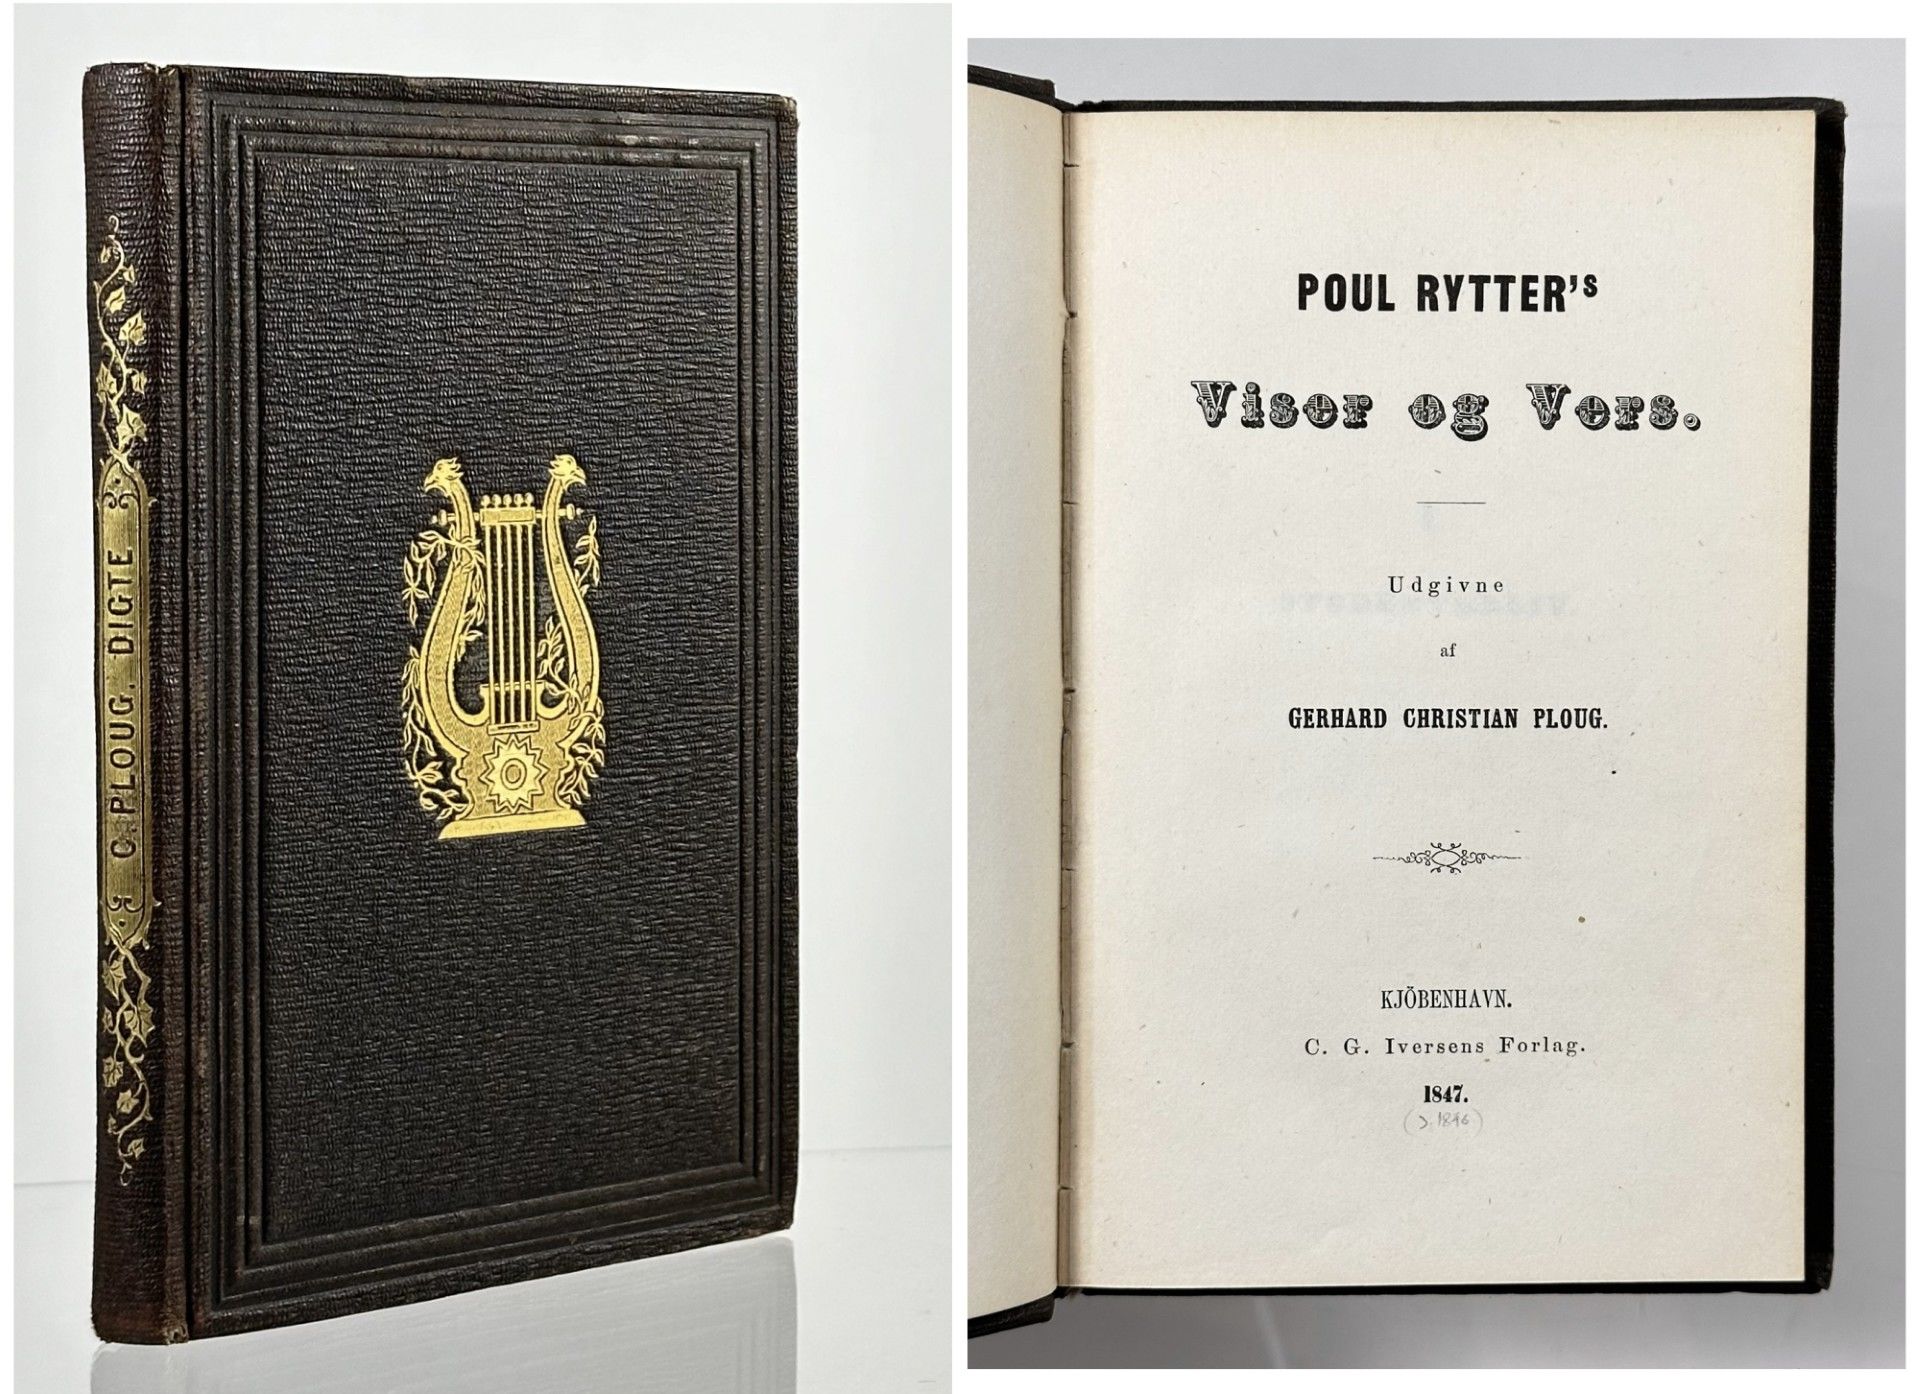 C. PLOUG. DIGTE
POUL RYTTER'S
Viser og Vers.
Udgivne
af
GERHARD CHRISTIAN PLOUG.
KJÖBENHAVN.
C. G. Iversens Forlag.
1847.